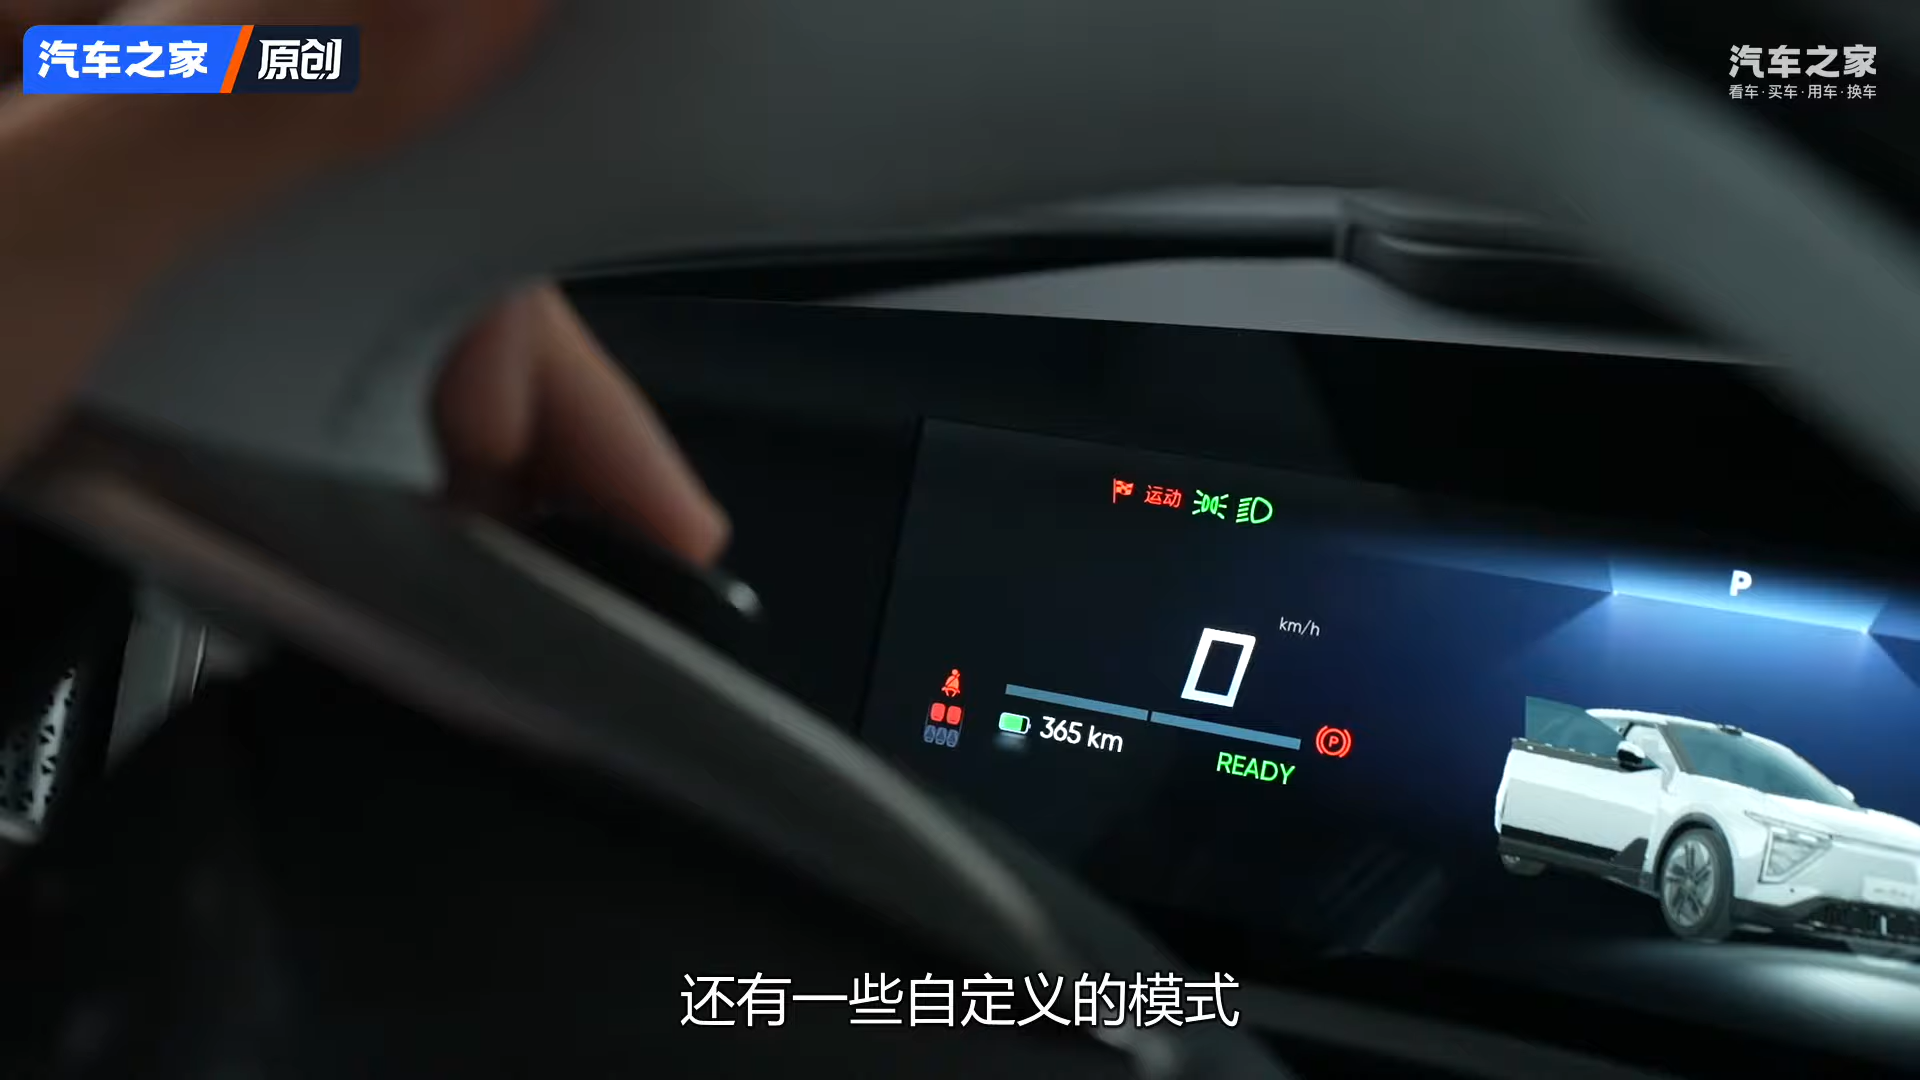 汽车之家 原创
汽车之家
看车·买车·用车·换车
运动
P
0 km/h
365 km
READY
P
还有一些自定义的模式